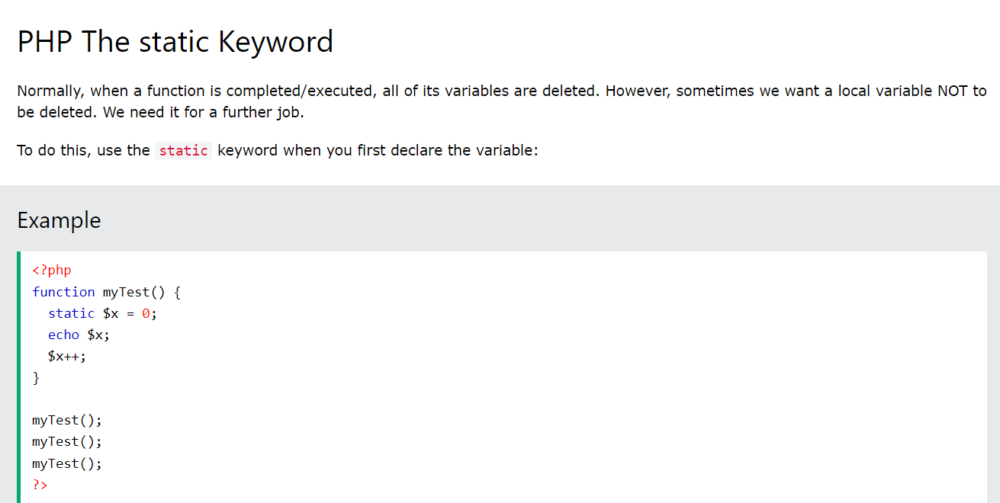 PHP The static Keyword
Normally, when a function is completed/executed, all of its variables are deleted. However, sometimes we want a local variable NOT to
be deleted. We need it for a further job.
To do this, use the static keyword when you first declare the variable:
Example
<?php
function myTest() {
  static $x = 0;
  echo $x;
  $x++;
}
myTest();
myTest();
myTest();
?>